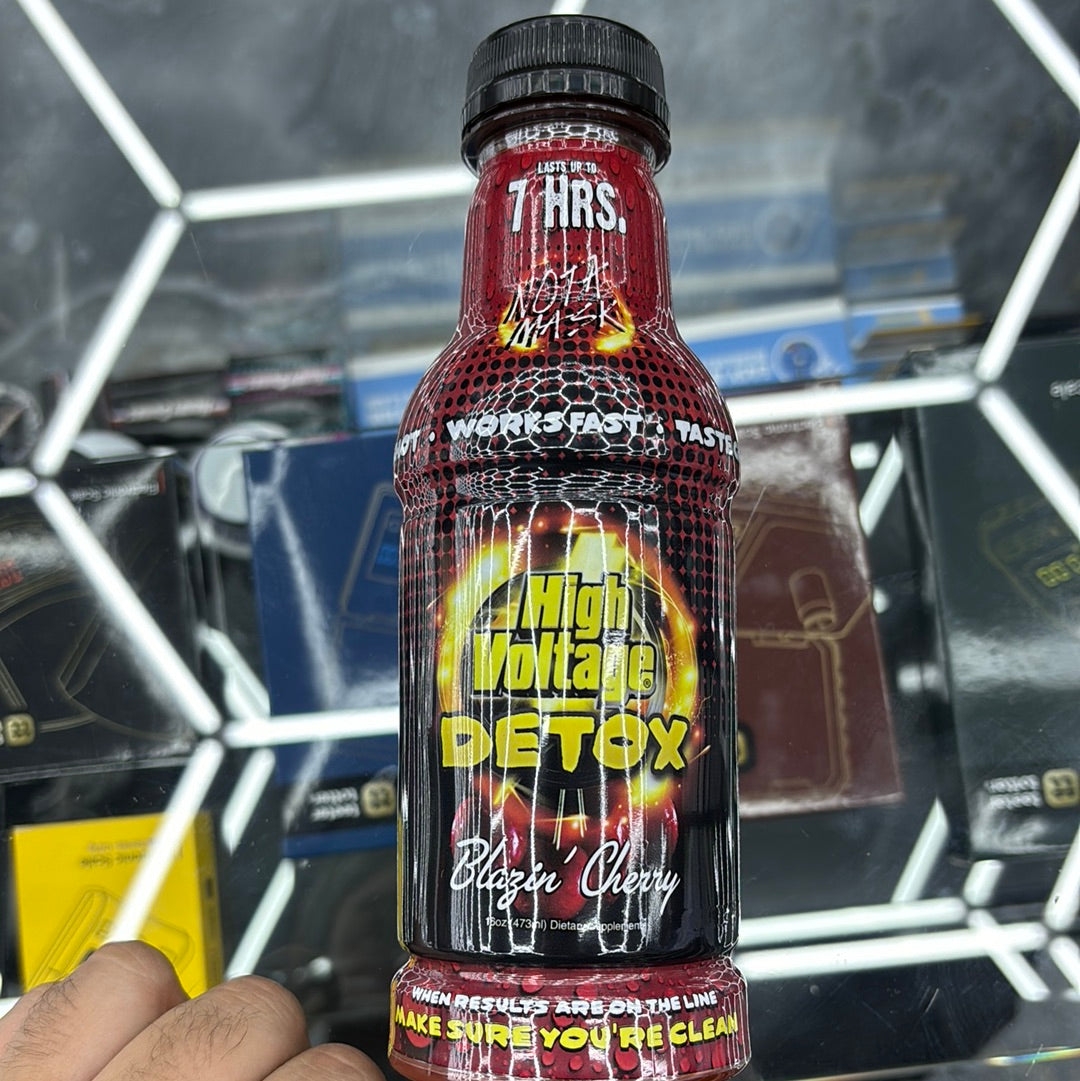 LASTS UP TO
7 HRS.
NOT A
MASK
WORKS FAST • TASTE
High
Voltage®
DETOX
Blazin' Cherry
16oz (473ml) Dietary Supplement
WHEN RESULTS ARE ON THE LINE
MAKE SURE YOU'RE CLEAN